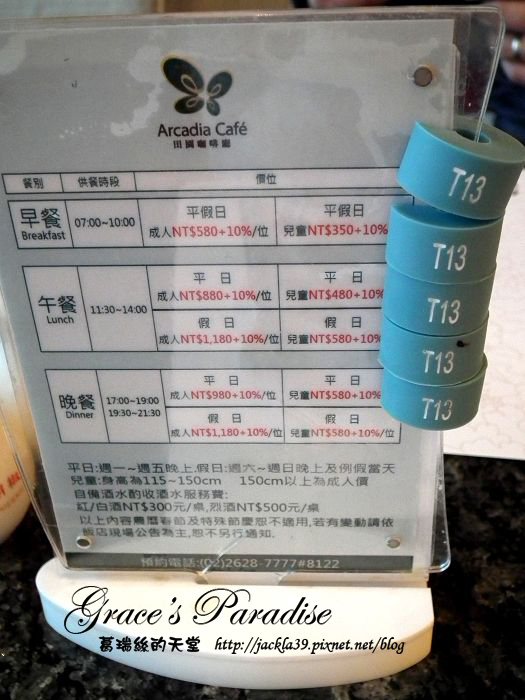 Arcadia Café
田園咖啡廳
餐別 供餐時段 價位
早餐 Breakfast 07:00~10:00 平假日 成人NT$580+10%/位 平假日 兒童NT$350+10%
午餐 Lunch 11:30~14:00 平 日 成人NT$880+10%/位 平 日 兒童NT$480+10%
假 日 成人NT$1,180+10%/位 假 日 兒童NT$580+10%
晚餐 Dinner 17:00~19:00 19:30~21:30 平 日 成人NT$980+10%/位 平 日 兒童NT$580+10%
假 日 成人NT$1,180+10%/位 假 日 兒童NT$580+10%/位
平日:週一~週五晚上,假日:週六~週日晚上及例假當天
兒童:身高為115~150cm 150cm以上為成人價
自備酒水酌收酒水服務費:
紅/白酒NT$300元/桌,烈酒NT$500元/桌
以上內容農曆春節及特殊節慶恕不適用,若有變動請依
飯店現場公告為主,恕不另行通知.
預約電話:(02)2628-7777#8122
T13
T13
T13
T13
T13
Grace's Paradise
葛瑞絲的天堂 http://jackla39.pixnet.net/blog